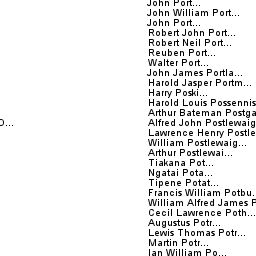 John Port...
John William Port...
John Port...
Robert John Port...
Robert Neil Port...
Reuben Port...
Walter Port...
John James Portla...
Harold Jasper Portm...
Harry Poski...
Harold Louis Possennis
Arthur Bateman Postga
O...
Alfred John Postlewaig
Lawrence Henry Postle
William Postlewaig...
Arthur Postlewai...
Tiakana Pot...
Ngatai Pota...
Tipene Potat...
Francis William Potbu.
William Alfred James P
Cecil Lawrence Poth...
Augustus Potr...
Lewis Thomas Potr...
Martin Potr...
Ian William Po...